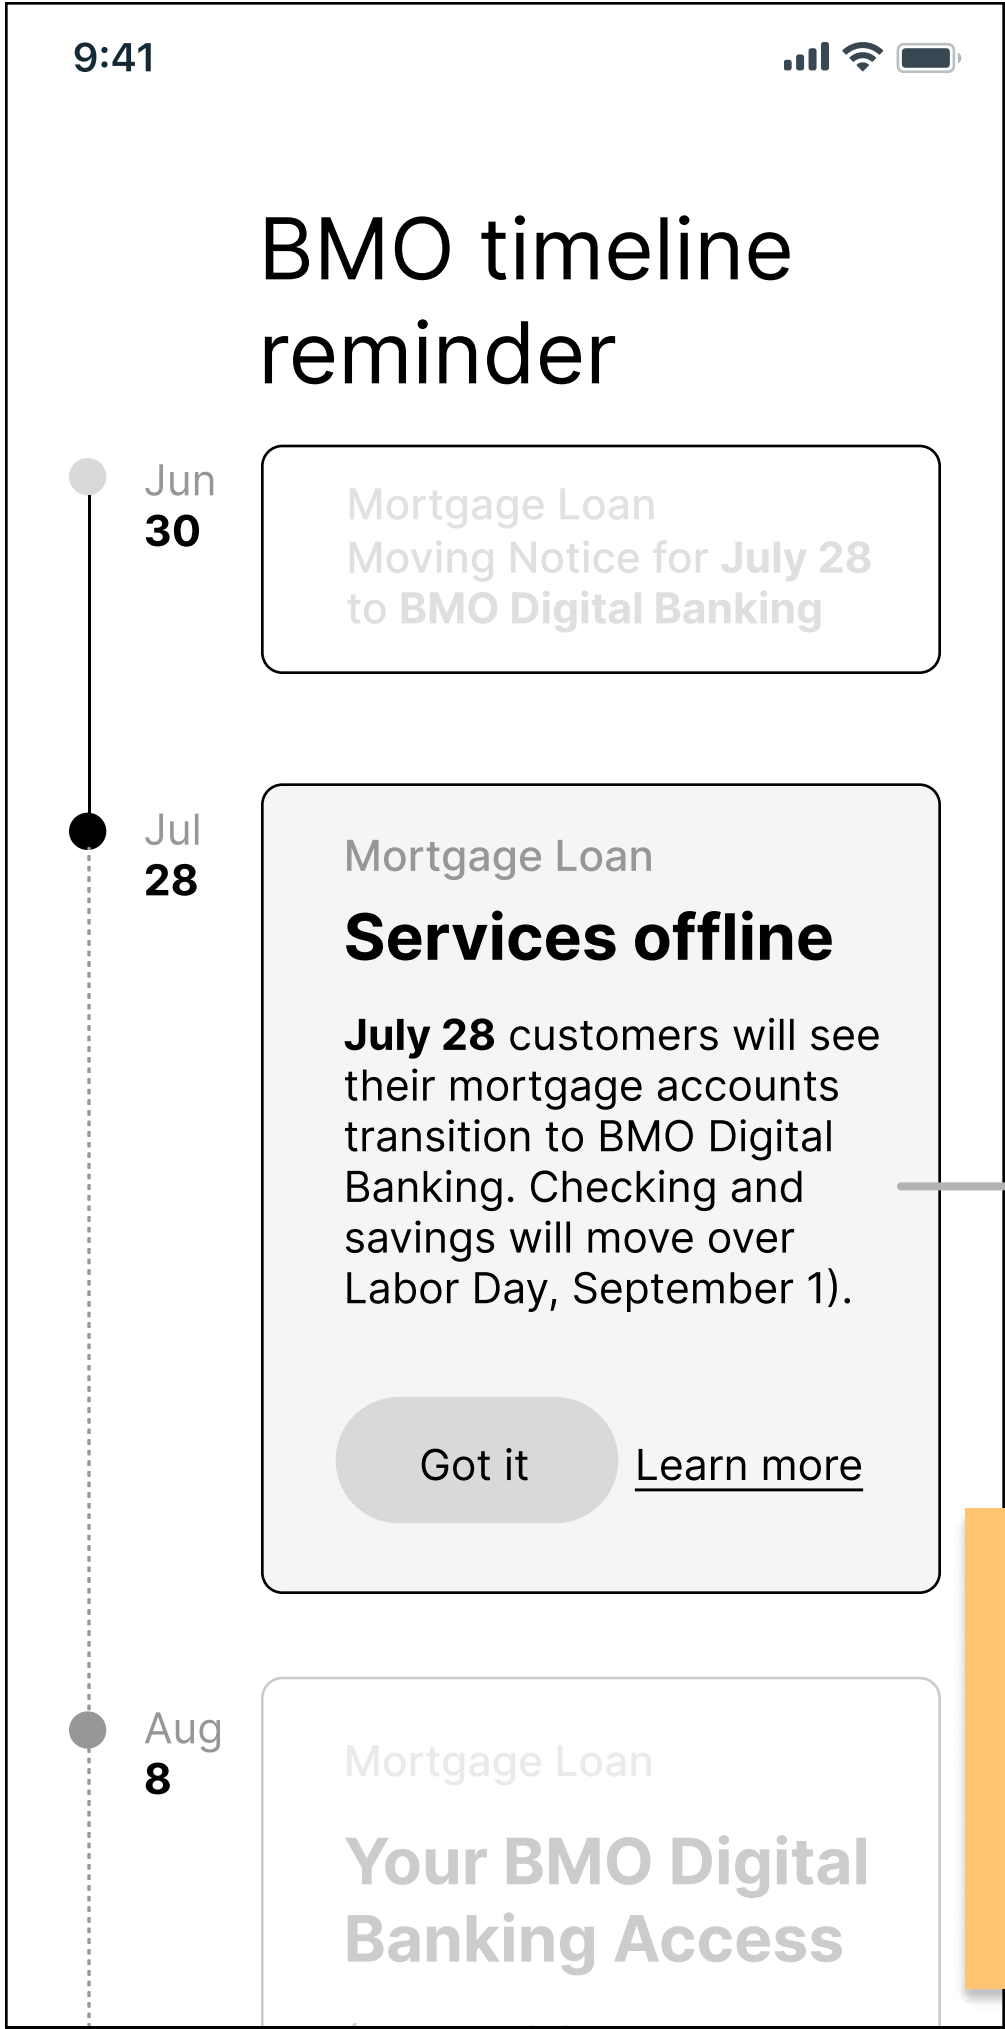 9:41
BMO timeline
reminder
Jun
30
Mortgage Loan
Moving Notice for July 28
to BMO Digital Banking
Jul
28
Mortgage Loan
Services offline
July 28 customers will see
their mortgage accounts
transition to BMO Digital
Banking. Checking and
savings will move over
Labor Day, September 1).
Got it
Learn more
Aug
8
Mortgage Loan
Your BMO Digital
Banking Access